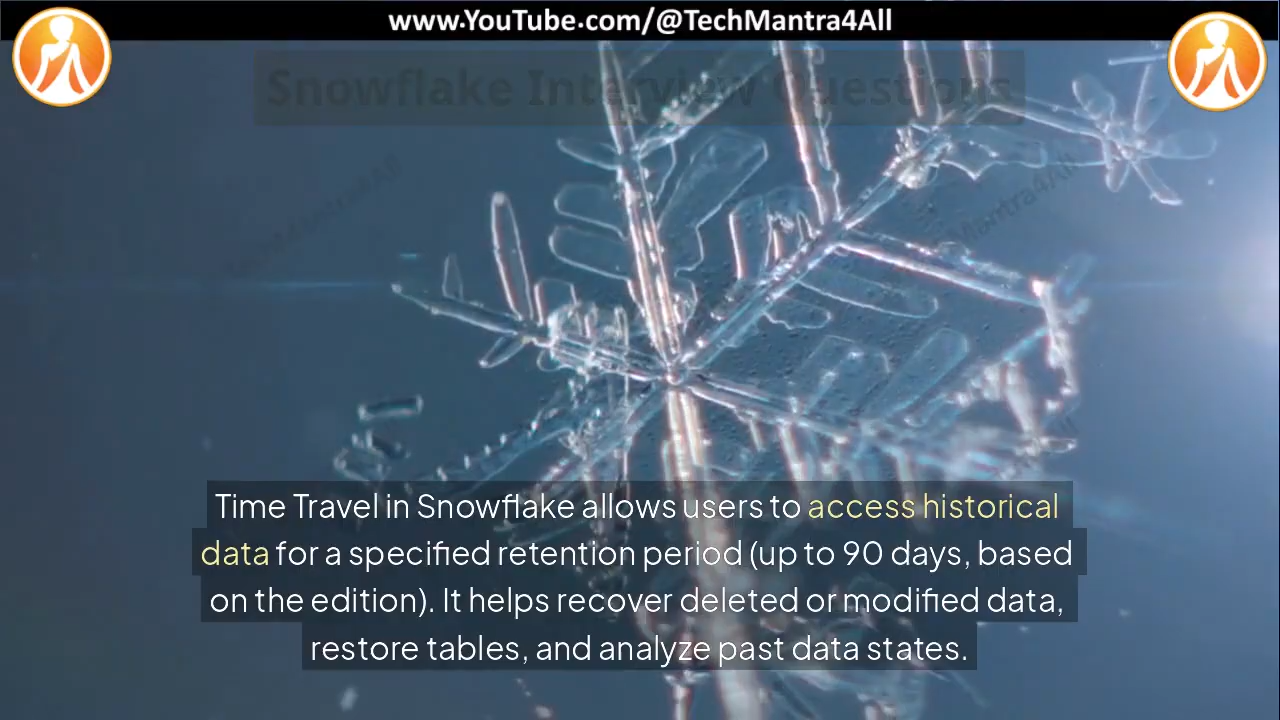 www.YouTube.com/@TechMantra4All
Snowflake Interview Questions
TechMantra4All
Mantra4All
Time Travel in Snowflake allows users to access historical
data for a specified retention period (up to 90 days, based
on the edition). It helps recover deleted or modified data,
restore tables, and analyze past data states.